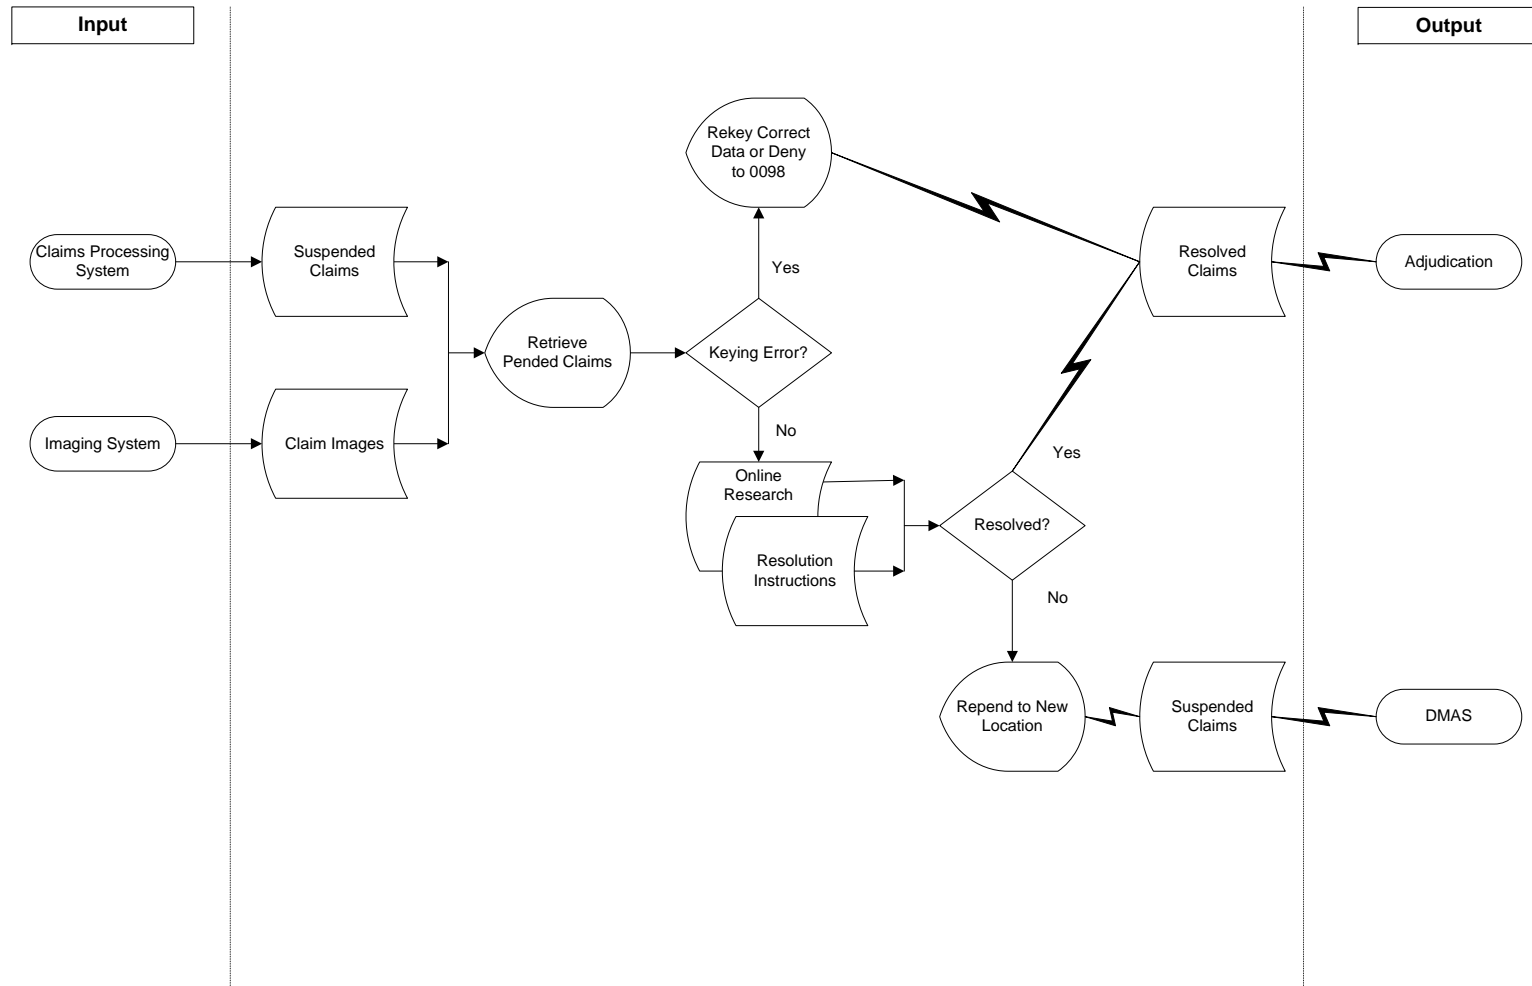 Input
Output
Rekey Correct
Data or Deny
to 0098
Claims Processing
System
Suspended
Claims
Resolved
Claims
Adjudication
Yes
Retrieve
Pended Claims
Keying Error?
Imaging System
Claim Images
No
Yes
Online
Research
Resolved?
Resolution
Instructions
No
Repend to New
Location
Suspended
Claims
DMAS